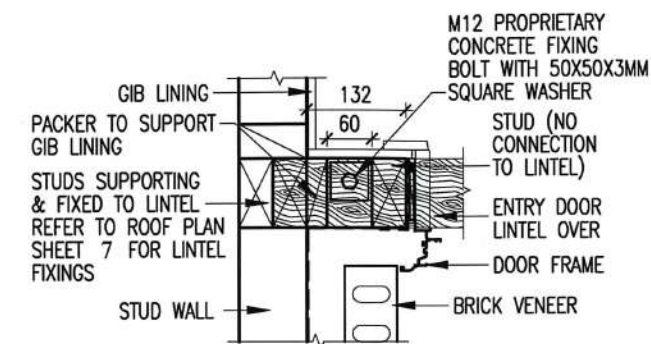 M12 PROPRIETARY
CONCRETE FIXING
BOLT WITH 50X50X3MM
SQUARE WASHER
GIB LINING
132
60
PACKER TO SUPPORT
GIB LINING
STUD (NO
CONNECTION
TO LINTEL)
STUDS SUPPORTING
& FIXED TO LINTEL
REFER TO ROOF PLAN
SHEET 7 FOR LINTEL
FIXINGS
ENTRY DOOR
LINTEL OVER
DOOR FRAME
STUD WALL
BRICK VENEER